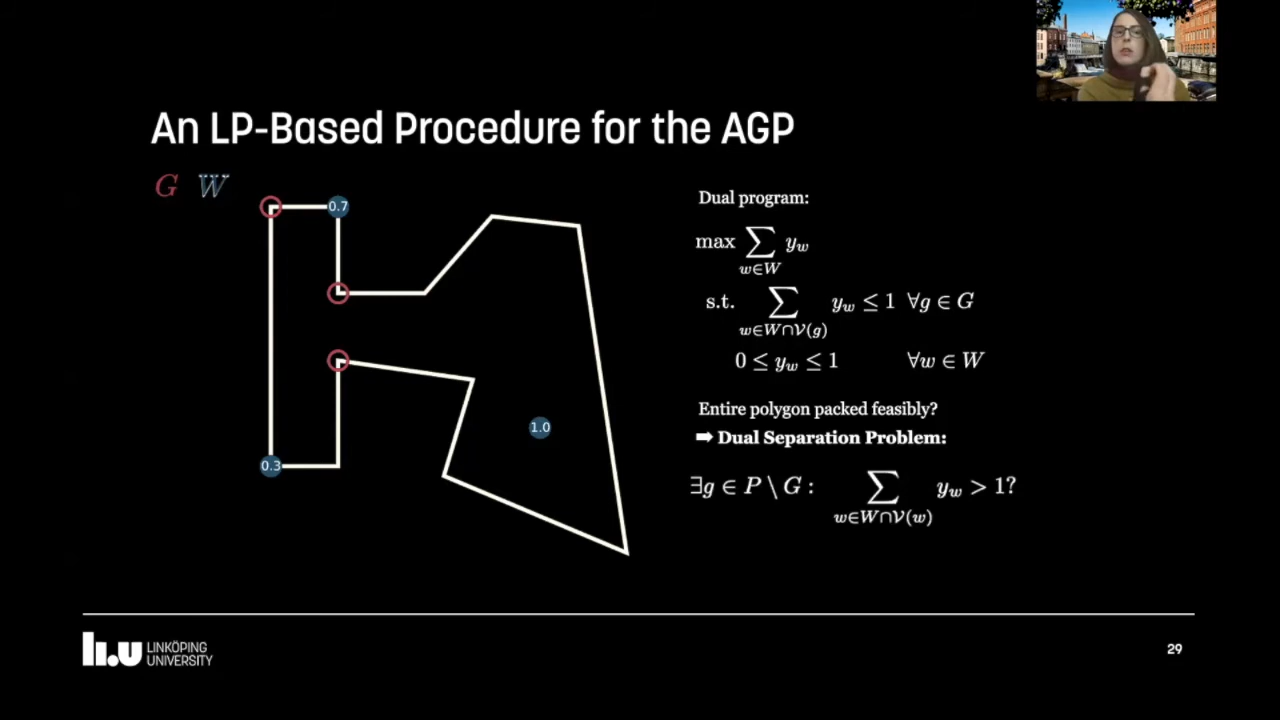 An LP-Based Procedure for the AGP
G W
0.7
0.3
1.0
Dual program:
max ∑ y_w
w∈W
s.t. ∑ y_w ≤ 1 ∀g ∈ G
w∈W∩𝒱(g)
0 ≤ y_w ≤ 1 ∀w ∈ W
Entire polygon packed feasibly?
➡ Dual Separation Problem:
∃g ∈ P \ G : ∑ y_w > 1?
w∈W∩𝒱(w)
li.u LINKÖPING
UNIVERSITY
29